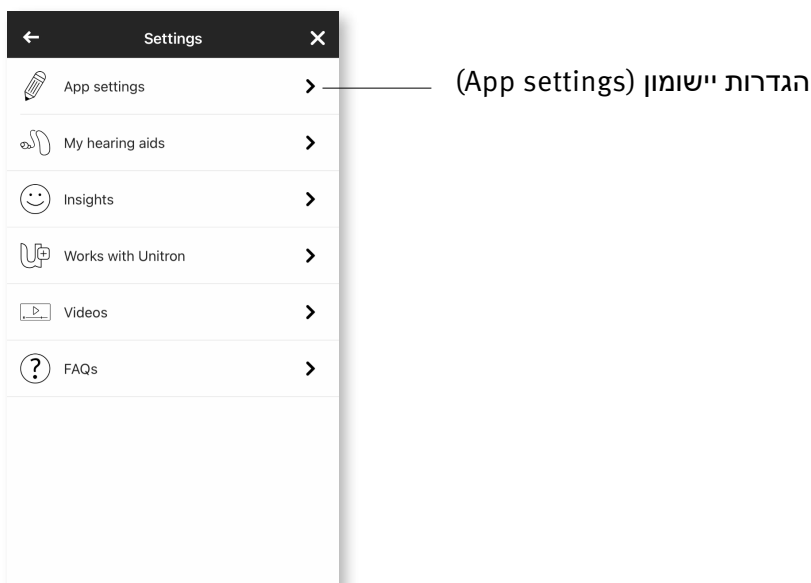 Settings
App settings
My hearing aids
Insights
Works with Unitron
Videos
FAQs
הגדרות יישומון (App settings)